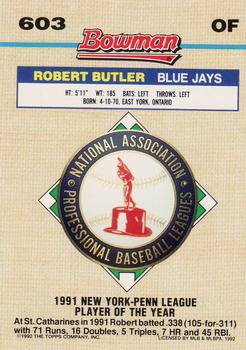 603
Bowman
OF
ROBERT BUTLER BLUE JAYS
HT: 5'11" WT: 185 BATS: LEFT THROWS: LEFT
BORN: 4-10-70, EAST YORK, ONTARIO
NATIONAL ASSOCIATION
PROFESSIONAL BASEBALL LEAGUES
1991 NEW YORK-PENN LEAGUE
PLAYER OF THE YEAR
At St. Catharines in 1991 Robert batted .338 (105-for-311)
with 71 Runs, 16 Doubles, 5 Triples, 7 HR and 45 RBI.
©1992 THE TOPPS COMPANY, INC. LICENSED BY MLB & MLBPA, 1992